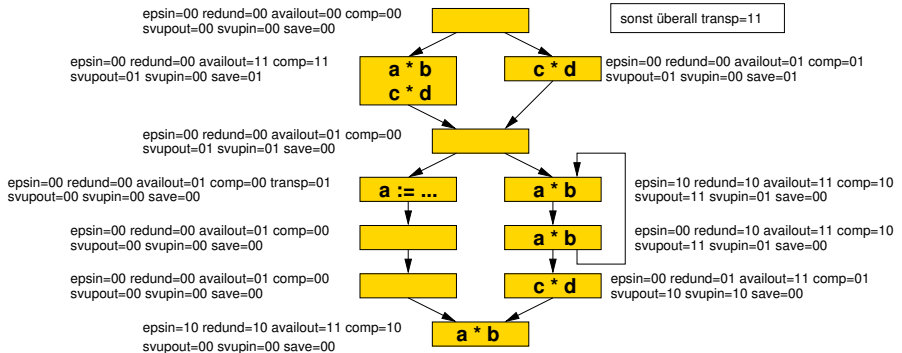 epsin=00 redund=00 availout=00 comp=00
svupout=00 svupin=00 save=00
sonst überall transp=11
epsin=00 redund=00 availout=11 comp=11
svupout=01 svupin=00 save=01
a * b
c * d
c * d
epsin=00 redund=00 availout=01 comp=01
svupout=01 svupin=00 save=01
epsin=00 redund=00 availout=01 comp=00
svupout=01 svupin=01 save=00
epsin=00 redund=00 availout=01 comp=00 transp=01
svupout=00 svupin=00 save=00
a := ...
a * b
epsin=10 redund=10 availout=11 comp=10
svupout=11 svupin=01 save=00
epsin=00 redund=00 availout=01 comp=00
svupout=00 svupin=00 save=00
a * b
epsin=00 redund=10 availout=11 comp=10
svupout=11 svupin=01 save=00
epsin=00 redund=00 availout=01 comp=00
svupout=00 svupin=00 save=00
c * d
epsin=00 redund=01 availout=11 comp=01
svupout=10 svupin=10 save=00
epsin=10 redund=10 availout=11 comp=10
svupout=00 svupin=00 save=00
a * b